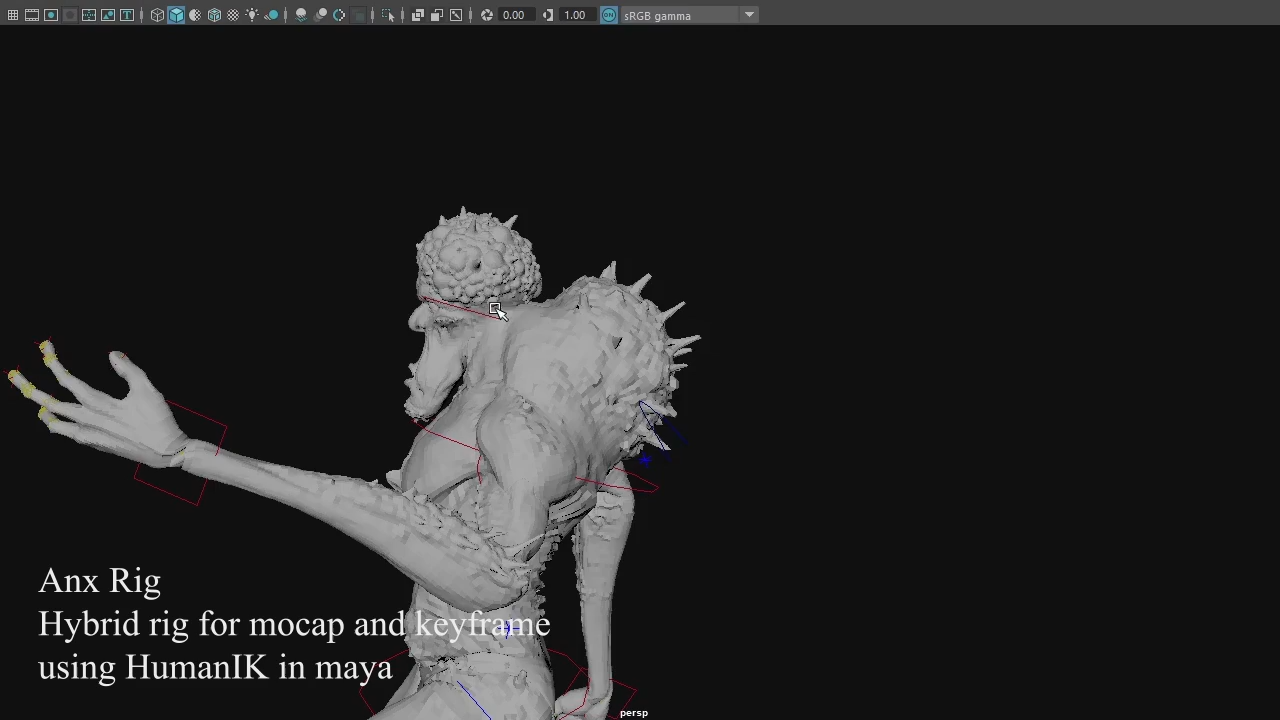 0.00 1.00 ON sRGB gamma
Anx Rig
Hybrid rig for mocap and keyframe
using HumanIK in maya
persp